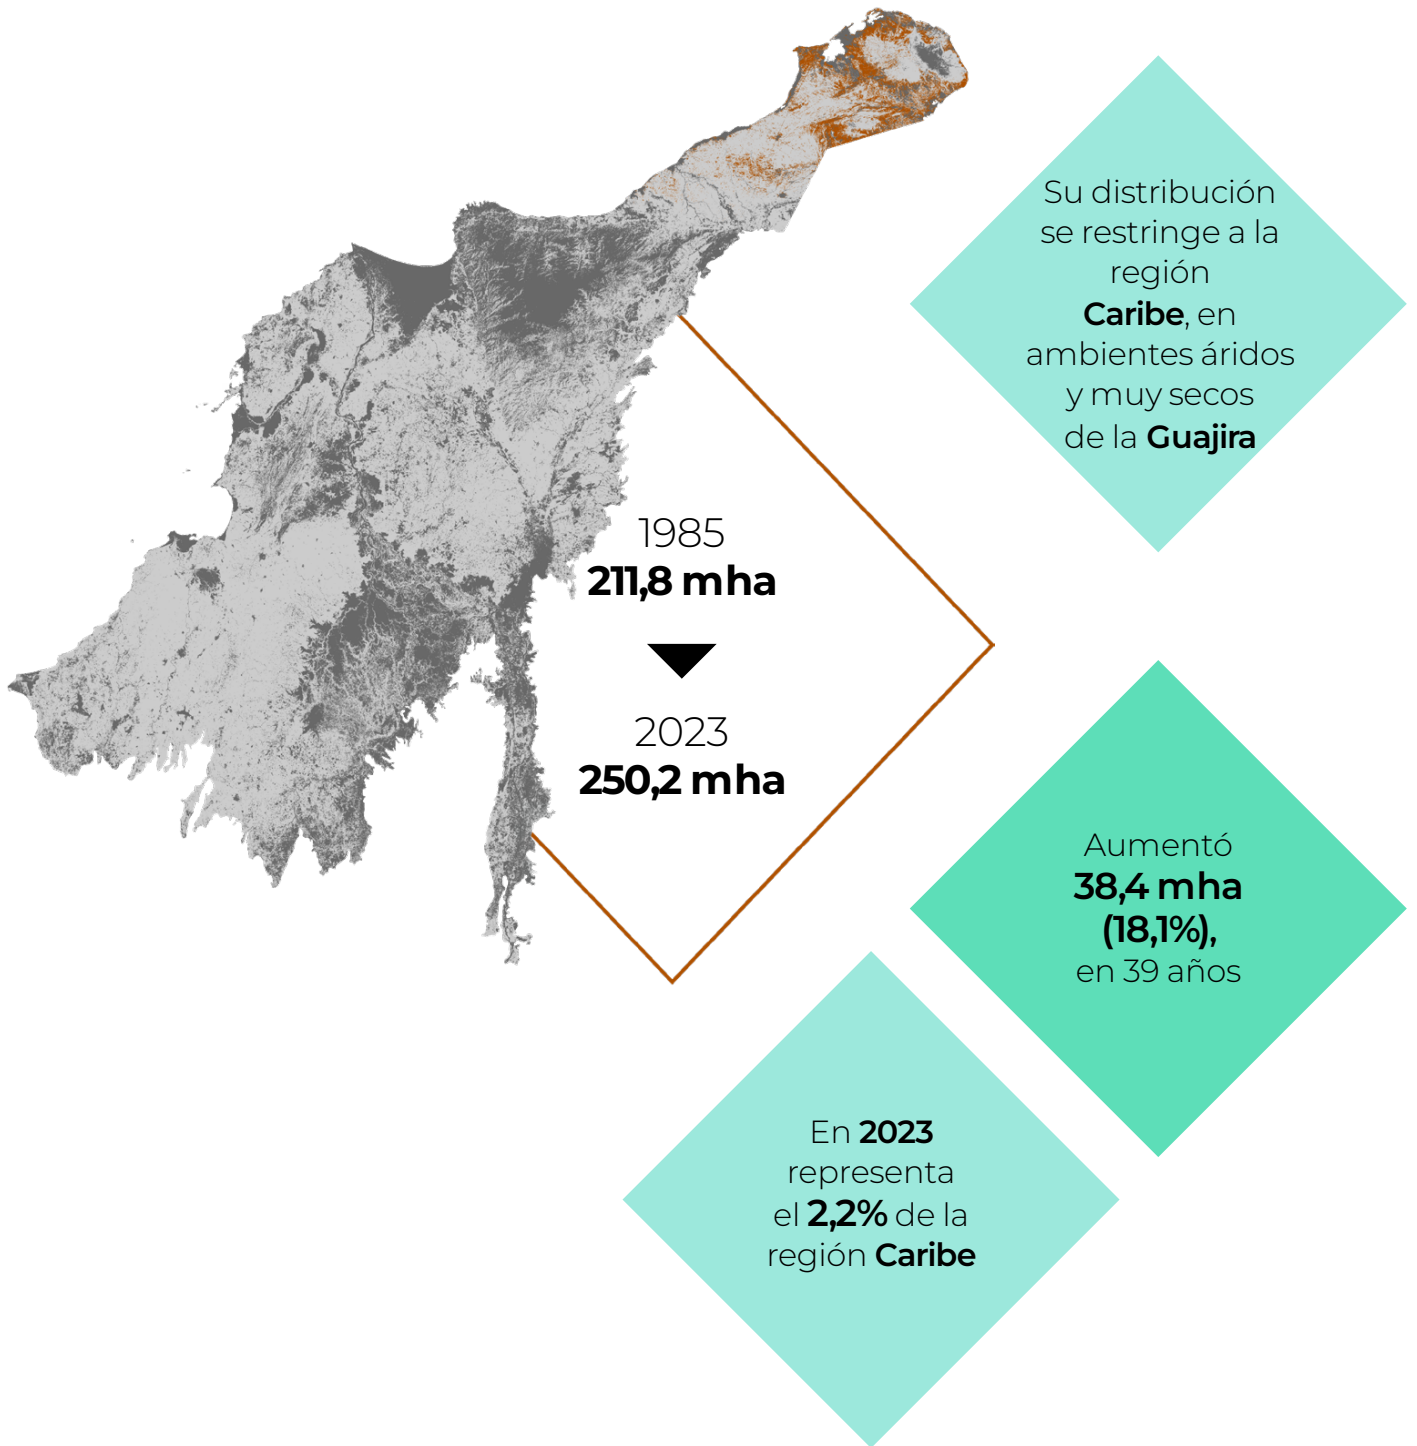 Su distribución
se restringe a la
región
Caribe, en
ambientes áridos
y muy secos
de la Guajira
1985
211,8 mha
2023
250,2 mha
Aumentó
38,4 mha
(18,1%),
en 39 años
En 2023
representa
el 2,2% de la
región Caribe